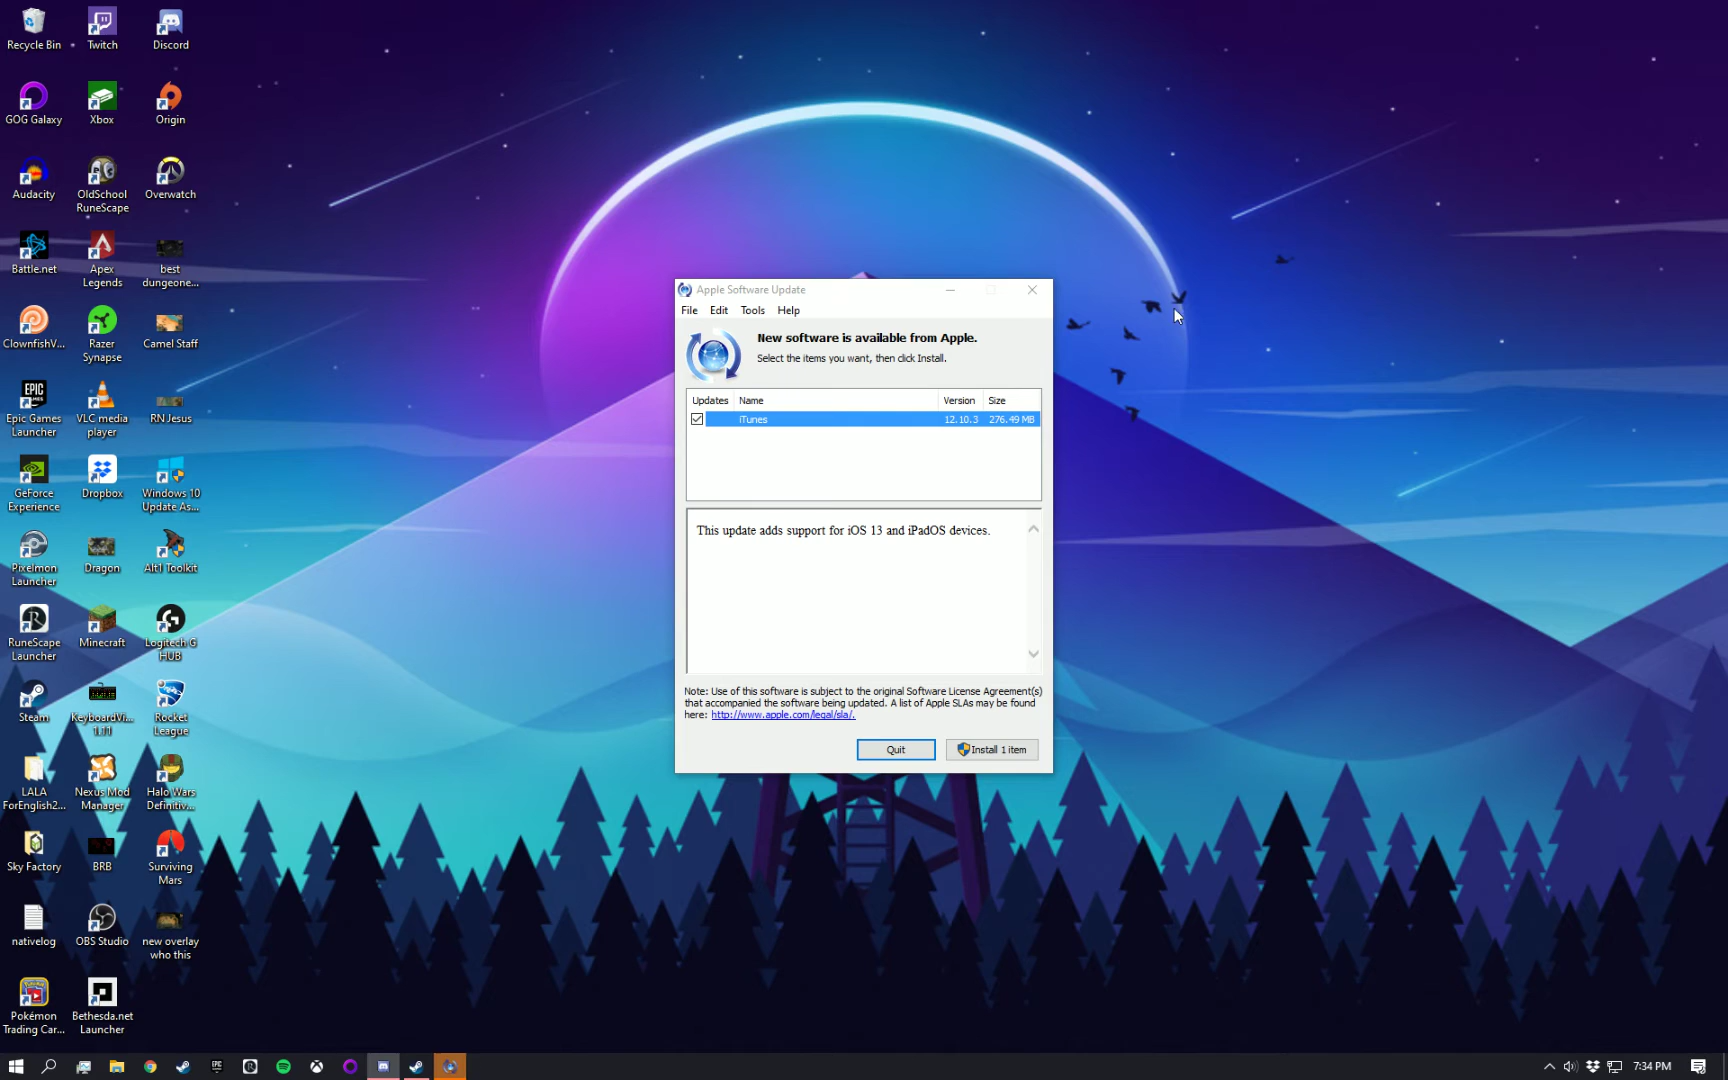 Recycle Bin
Twitch
Discord
GOG Galaxy
Xbox
Origin
Audacity
OldSchool
RuneScape
Overwatch
Battle.net
Apex
Legends
best
dungeone...
ClownfishV...
Razer
Synapse
Camel Staff
EPIC
GAMES
Epic Games
Launcher
VLC media
player
RN Jesus
GeForce
Experience
Dropbox
Windows 10
Update As...
Pixelmon
Launcher
Dragon
Alt1 Toolkit
RuneScape
Launcher
Minecraft
Logitech G
HUB
Steam
KeyboardVi...
1.11
Rocket
League
LALA
ForEnglish2...
Nexus Mod
Manager
Halo Wars
Definitiv...
Sky Factory
BRB
Surviving
Mars
nativelog
OBS Studio
new overlay
who this
Pokémon
Trading Car...
Bethesda.net
Launcher
Apple Software Update
File Edit Tools Help
New software is available from Apple.
Select the items you want, then click Install.
Updates Name Version Size
iTunes 12.10.3 276.49 MB
This update adds support for iOS 13 and iPadOS devices.
Note: Use of this software is subject to the original Software License Agreement(s)
that accompanied the software being updated. A list of Apple SLAs may be found
here: http://www.apple.com/legal/sla/.
Quit
Install 1 item
EPIC
7:34 PM